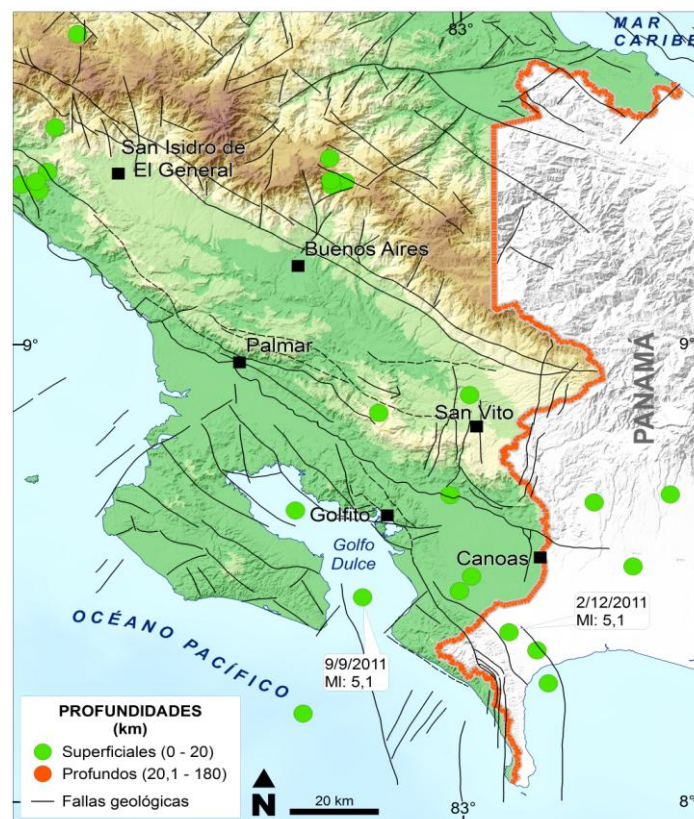 83°
MAR
CARIBE
San Isidro de
El General
Buenos Aires
9°
9°
Palmar
PANAMÁ
San Vito
Golfito
Golfo
Dulce
Canoas
2/12/2011
Ml: 5,1
OCÉANO PACÍFICO
9/9/2011
Ml: 5,1
PROFUNDIDADES
(km)
Superficiales (0 - 20)
Profundos (20,1 - 180)
Fallas geológicas
N
20 km
83°
8°